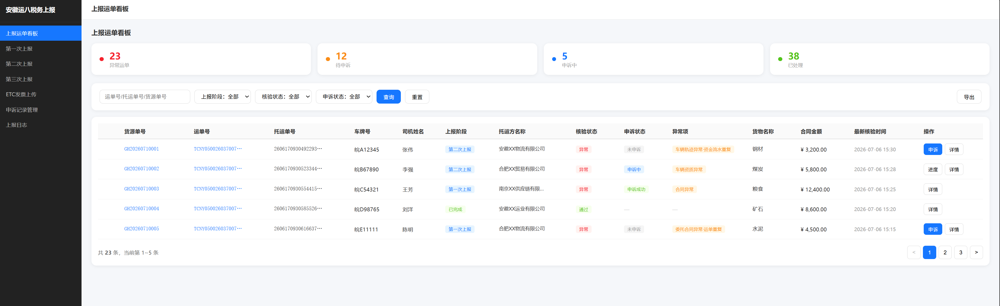 安徽运八税务上报
上报运单看板
第一次上报
第二次上报
第三次上报
ETC发票上传
申诉记录管理
上报日志
上报运单看板
上报运单看板
23
异常运单
12
待申诉
5
申诉中
38
已处理
运单号/托运单号/货源单号 上报阶段：全部 核验状态：全部 申诉状态：全部 查询 重置 导出
货源单号 运单号 托运单号 车牌号 司机姓名 上报阶段 托运方名称 核验状态 申诉状态 异常项 货物名称 合同金额 最新核验时间 操作
GH20260710001 TCNY050026037007… 2606170930492293… 皖A12345 张伟 第二次上报 安徽XX物流有限公司 异常 未申诉 车辆轨迹异常·资金流水重复 钢材 ¥ 3,200.00 2026-07-06 15:30 申诉 详情
GH20260710002 TCNY050026037007… 2606170930523344… 皖B67890 李强 第二次上报 合肥XX贸易有限公司 异常 申诉中 车辆资质异常 煤炭 ¥ 5,800.00 2026-07-06 15:28 进度 详情
GH20260710003 TCNY050026037007… 2606170930554415… 皖C54321 王芳 第一次上报 南京XX供应链有限... 异常 申诉成功 合同异常 粮食 ¥ 12,400.00 2026-07-06 15:25 详情
GH20260710004 TCNY050026037007… 2606170930585526… 皖D98765 刘洋 已完成 安徽XX运业有限公司 通过 — — 矿石 ¥ 8,600.00 2026-07-06 15:20 详情
GH20260710005 TCNY050026037007… 2606170930616637… 皖E11111 陈明 第一次上报 合肥XX物流有限公司 异常 未申诉 委托合同异常·运单重复 水泥 ¥ 4,500.00 2026-07-06 15:15 申诉 详情
共 23 条，当前第 1~5 条 < 1 2 3 >